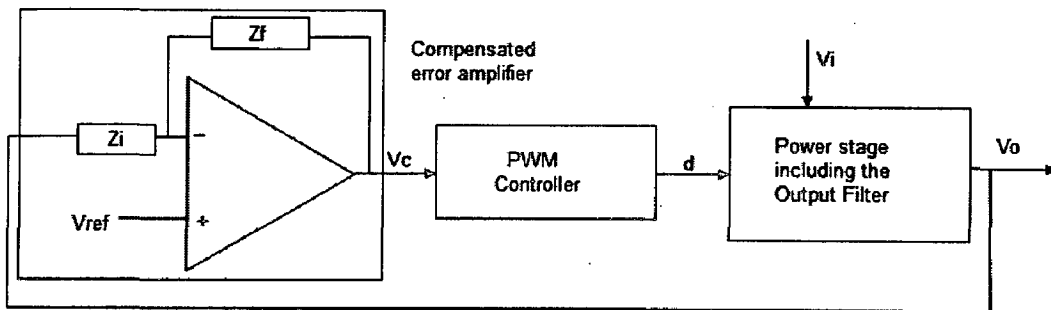 Zf
Compensated
error amplifier
Vi
Zi
-
Vc
PWM
Controller
d
Power stage
including the
Output Filter
Vo
Vref
+